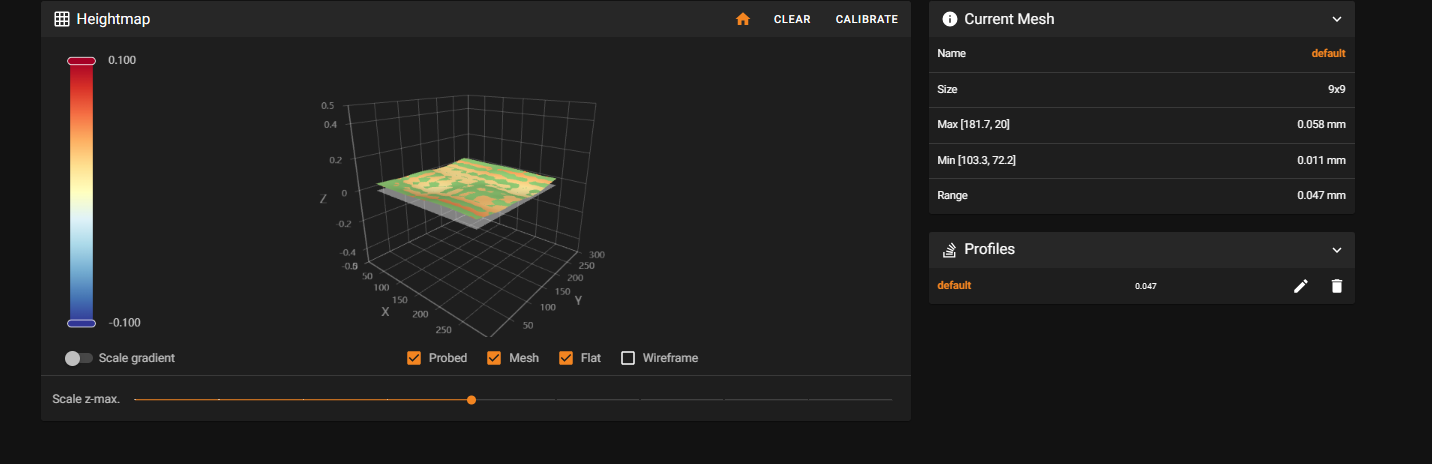 Heightmap
CLEAR
CALIBRATE
0.100
-0.100
0.5
0.4
0.2
0
-0.2
-0.4
Z
50
100
150
200
250
X
50
100
150
200
250
300
Y
Scale gradient
Probed
Mesh
Flat
Wireframe
Scale z-max.
Current Mesh
Name default
Size 9x9
Max [181.7, 20] 0.058 mm
Min [103.3, 72.2] 0.011 mm
Range 0.047 mm
Profiles
default 0.047